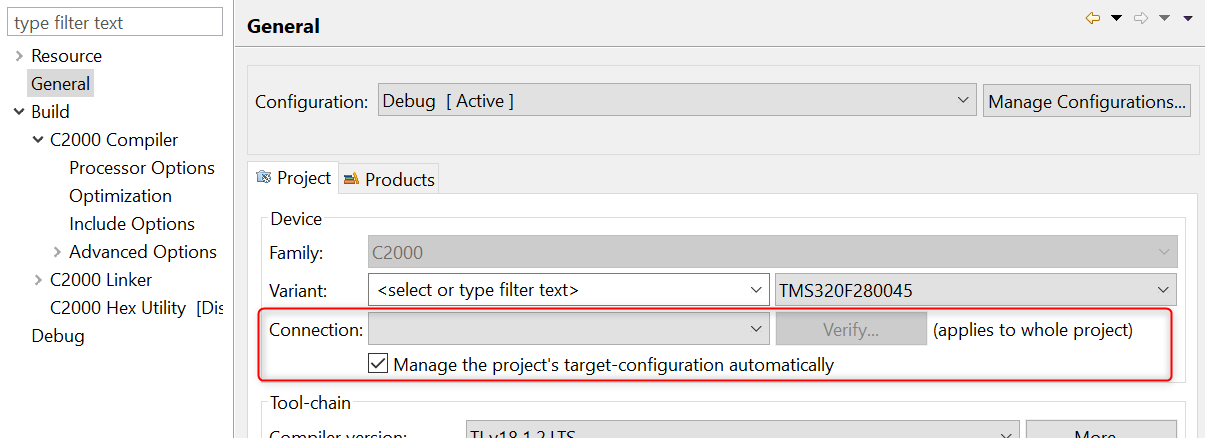 type filter text
Resource
General
Build
C2000 Compiler
Processor Options
Optimization
Include Options
Advanced Options
C2000 Linker
C2000 Hex Utility [Dis
Debug
General
Configuration: Debug [ Active ] Manage Configurations...
Project Products
Device
Family: C2000
Variant: <select or type filter text> TMS320F280045
Connection: Verify... (applies to whole project)
Manage the project's target-configuration automatically
Tool-chain
Compiler version: TI v18.1.2.LTS More...